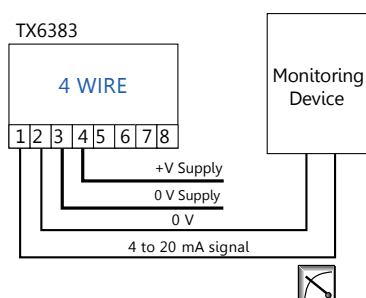 TX6383
4 WIRE
1 2 3 4 5 6 7 8
Monitoring
Device
+V Supply
0 V Supply
0 V
4 to 20 mA signal